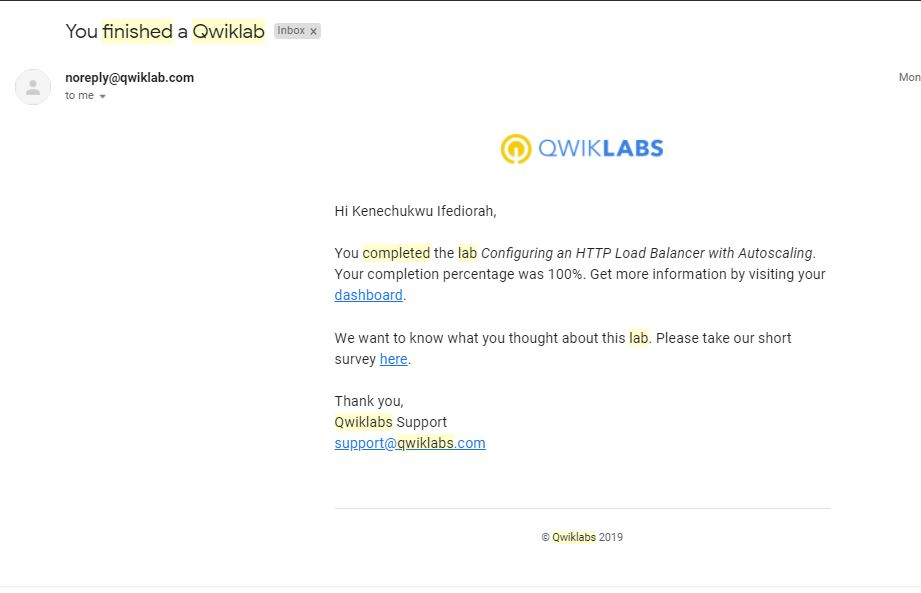 You finished a Qwiklab Inbox x
noreply@qwiklab.com Mon
to me
QWIKLABS
Hi Kenechukwu Ifediorah,
You completed the lab Configuring an HTTP Load Balancer with Autoscaling.
Your completion percentage was 100%. Get more information by visiting your
dashboard.
We want to know what you thought about this lab. Please take our short
survey here.
Thank you,
Qwiklabs Support
support@qwiklabs.com
© Qwiklabs 2019